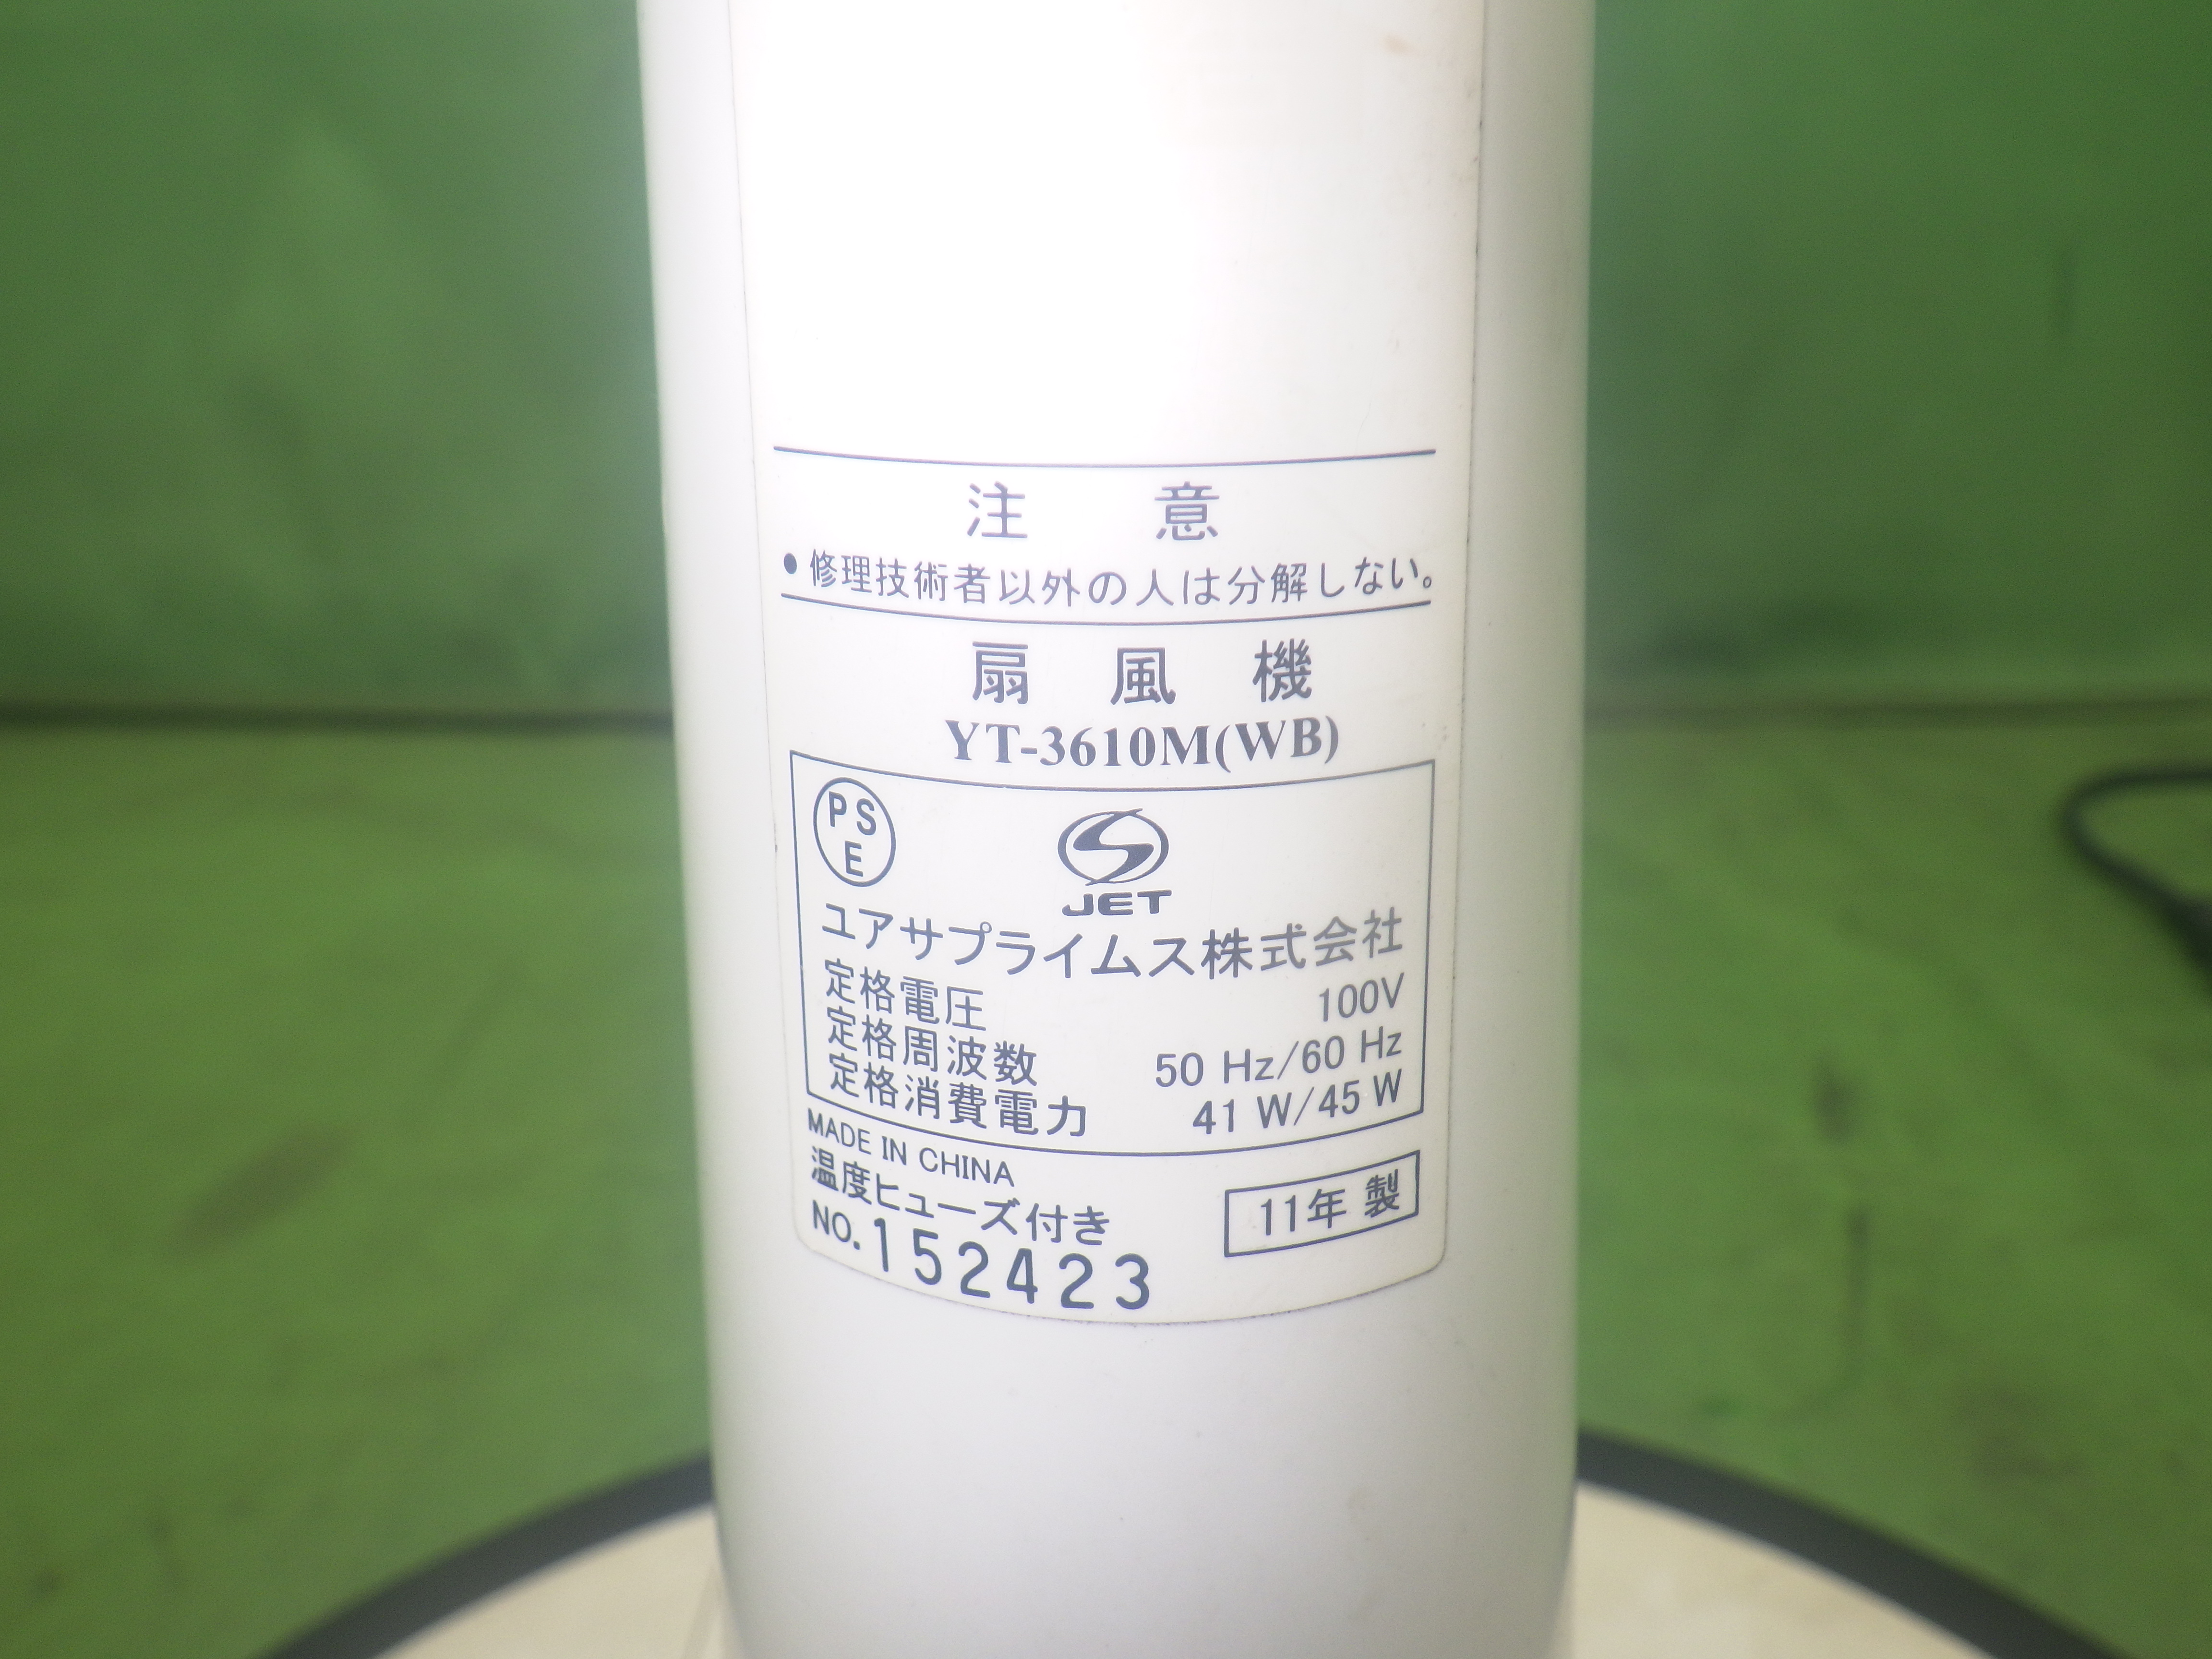 注意
●修理技術者以外の人は分解しない。
扇風機
YT-3610M(WB)
PS
E
JET
ユアサプライムス株式会社
定格電圧 100V
定格周波数 50 Hz/60 Hz
定格消費電力 41 W/45 W
MADE IN CHINA
温度ヒューズ付き
11年 製
NO.152423